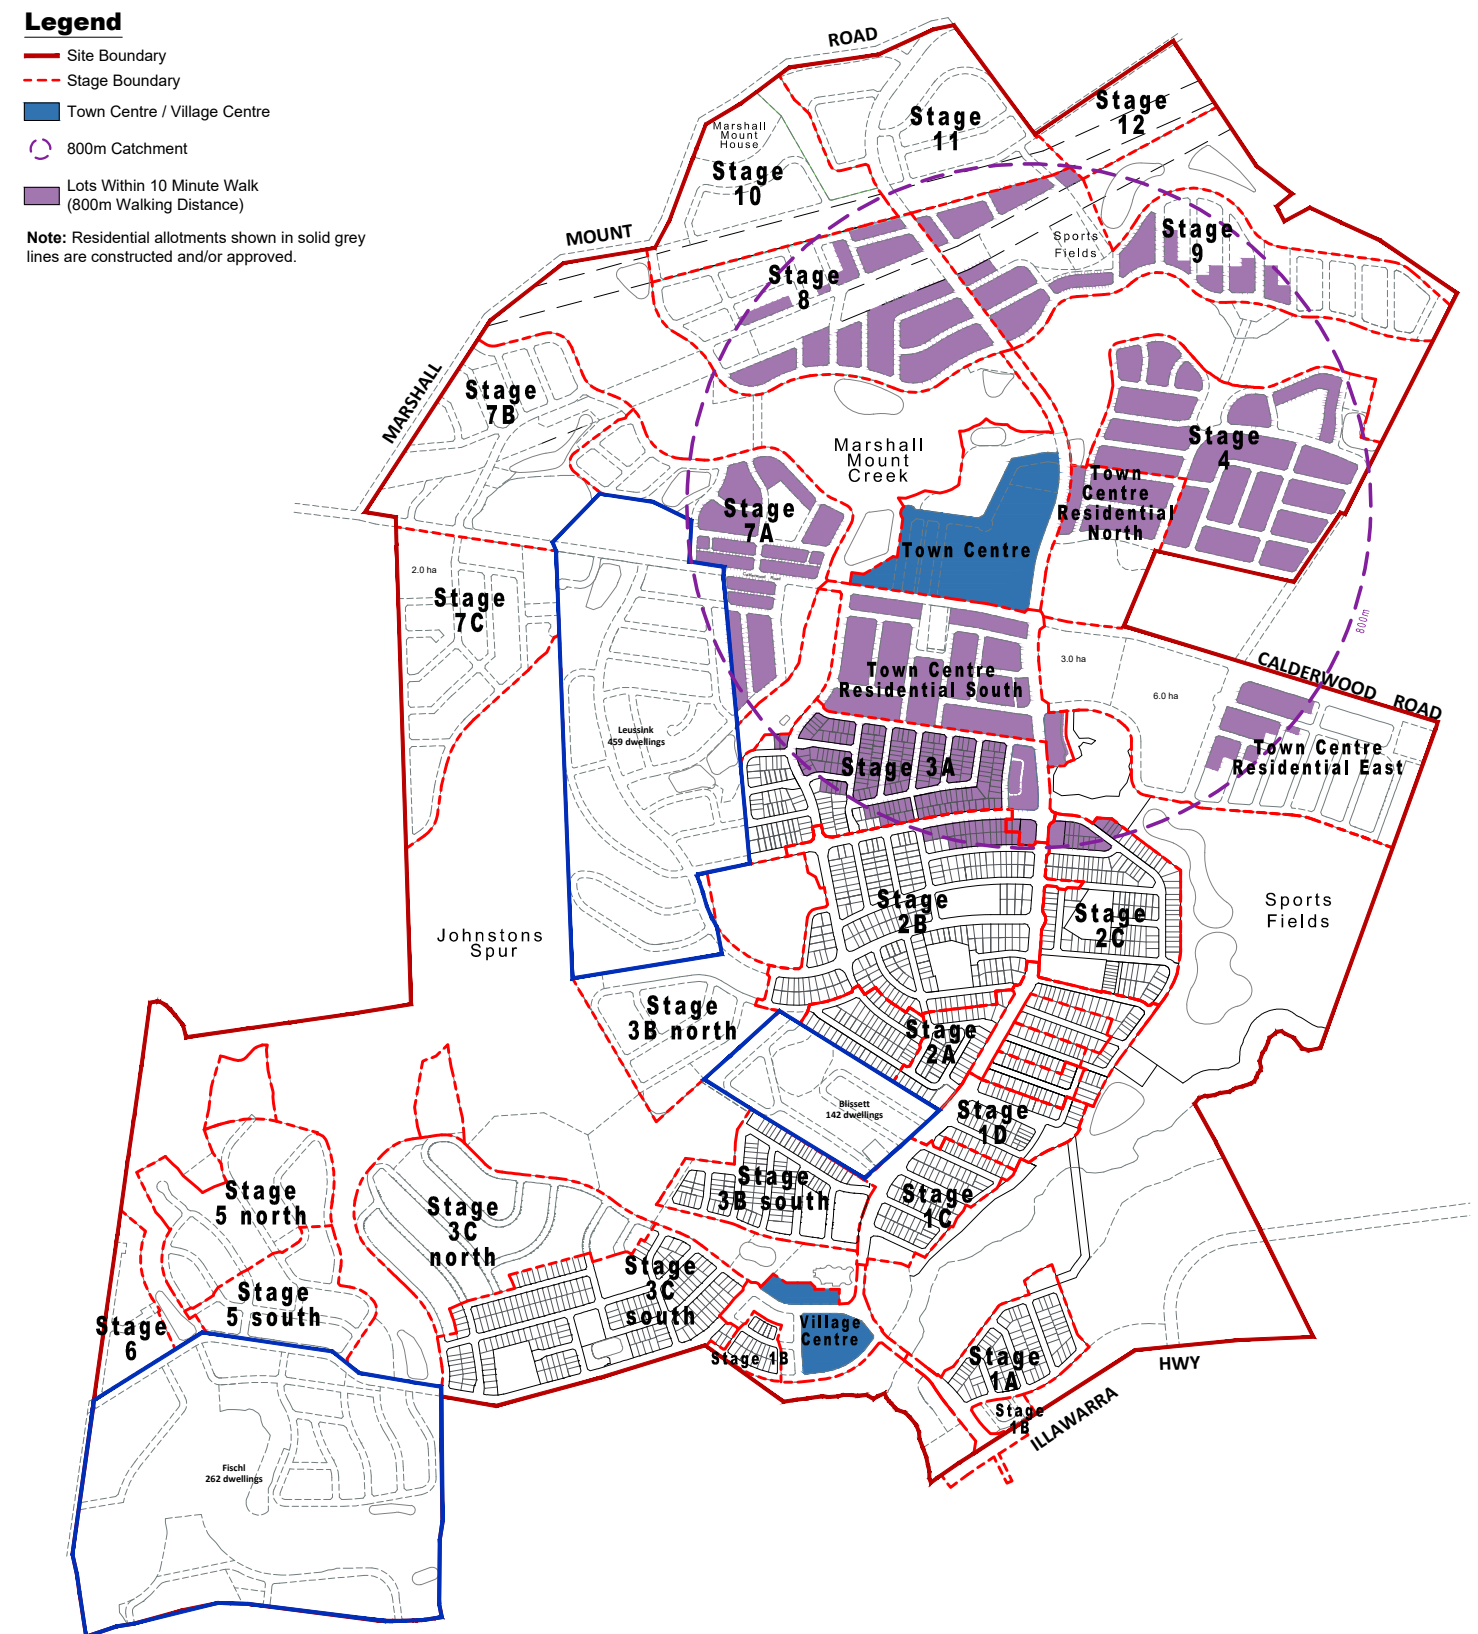 Legend
Site Boundary
Stage Boundary
Town Centre / Village Centre
800m Catchment
Lots Within 10 Minute Walk
(800m Walking Distance)
Note: Residential allotments shown in solid grey
lines are constructed and/or approved.
ROAD
MOUNT
MARSHALL
Stage
12
Stage
11
Marshall
Mount
House
Stage
10
Sports
Fields
Stage
9
Stage
8
Stage
7B
Marshall
Mount
Creek
Stage
4
Town
Centre
Residential
North
Stage
7A
Town Centre
2.0 ha
Stage
7C
800m
3.0 ha
6.0 ha
CALDERWOOD ROAD
Town Centre
Residential South
Leussink
459 dwellings
Stage 3A
Town Centre
Residential East
Stage
2B
Stage
2C
Sports
Fields
Johnstons
Spur
Stage
3B north
Stage
2A
Blissett
142 dwellings
Stage
1D
Stage
3B south
Stage
1C
Stage
5 north
Stage
3C
north
Stage
5 south
Stage
3C
south
Stage
6
Village
Centre
Stage 1B
Stage
1A
Stage
1B
ILLAWARRA
HWY
Fischl
262 dwellings